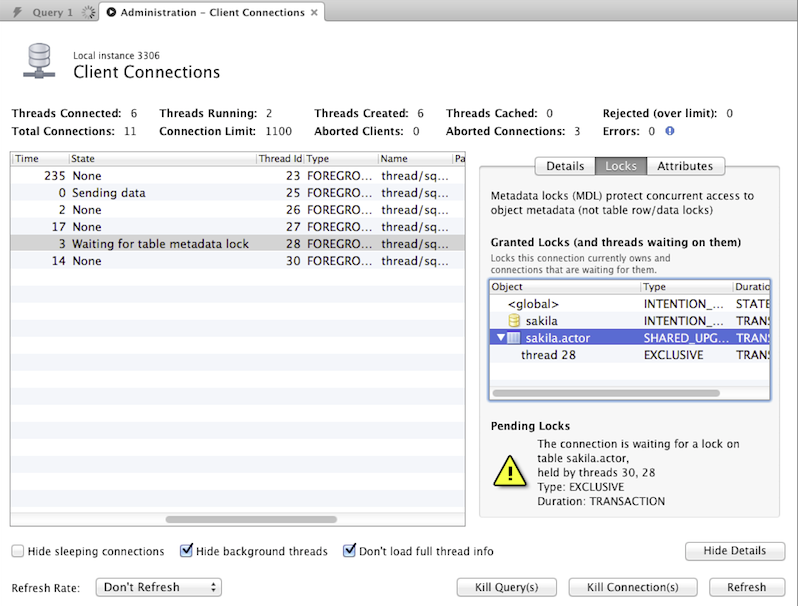 Query 1 Administration - Client Connections
Local instance 3306
Client Connections
Threads Connected: 6 Threads Running: 2 Threads Created: 6 Threads Cached: 0 Rejected (over limit): 0
Total Connections: 11 Connection Limit: 1100 Aborted Clients: 0 Aborted Connections: 3 Errors: 0
Time State Thread Id Type Name Pa
235 None 23 FOREGRO... thread/sq...
0 Sending data 25 FOREGRO... thread/sq...
2 None 26 FOREGRO... thread/sq...
17 None 27 FOREGRO... thread/sq...
3 Waiting for table metadata lock 28 FOREGRO... thread/sq...
14 None 30 FOREGRO... thread/sq...
Details Locks Attributes
Metadata locks (MDL) protect concurrent access to
object metadata (not table row/data locks)
Granted Locks (and threads waiting on them)
Locks this connection currently owns and
connections that are waiting for them.
Object Type Duratio
<global> INTENTION_... STATE
sakila INTENTION_... TRANS
sakila.actor SHARED_UPG... TRANS
thread 28 EXCLUSIVE TRANS
Pending Locks
The connection is waiting for a lock on
table sakila.actor,
held by threads 30, 28
Type: EXCLUSIVE
Duration: TRANSACTION
Hide sleeping connections Hide background threads Don't load full thread info Hide Details
Refresh Rate: Don't Refresh Kill Query(s) Kill Connection(s) Refresh